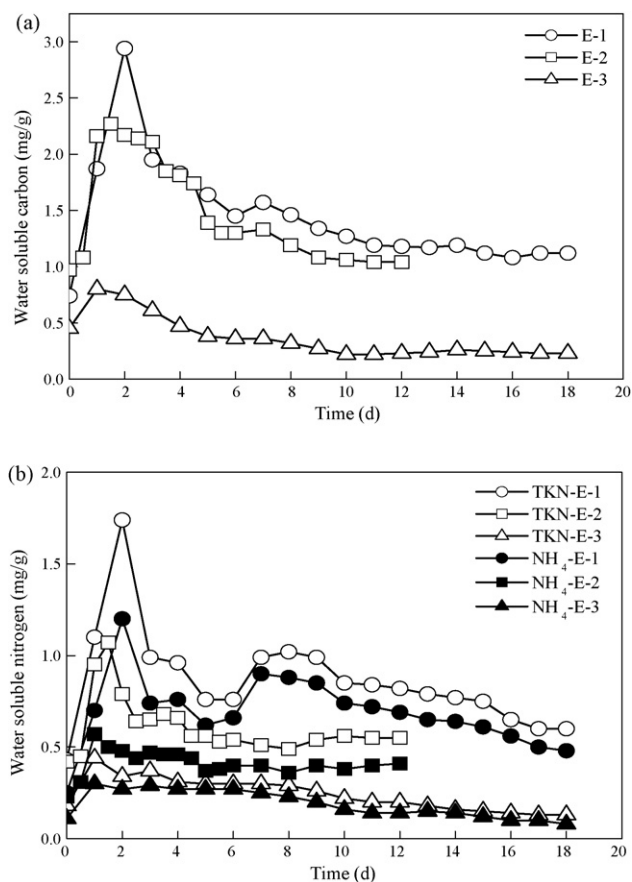 (a)
3.0
2.5
2.0
1.5
1.0
0.5
0.0
Water soluble carbon (mg/g)
E-1
E-2
E-3
0 2 4 6 8 10 12 14 16 18 20
Time (d)
(b)
2.0
1.5
1.0
0.5
0.0
Water soluble nitrogen (mg/g)
TKN-E-1
TKN-E-2
TKN-E-3
NH₄-E-1
NH₄-E-2
NH₄-E-3
0 2 4 6 8 10 12 14 16 18 20
Time (d)